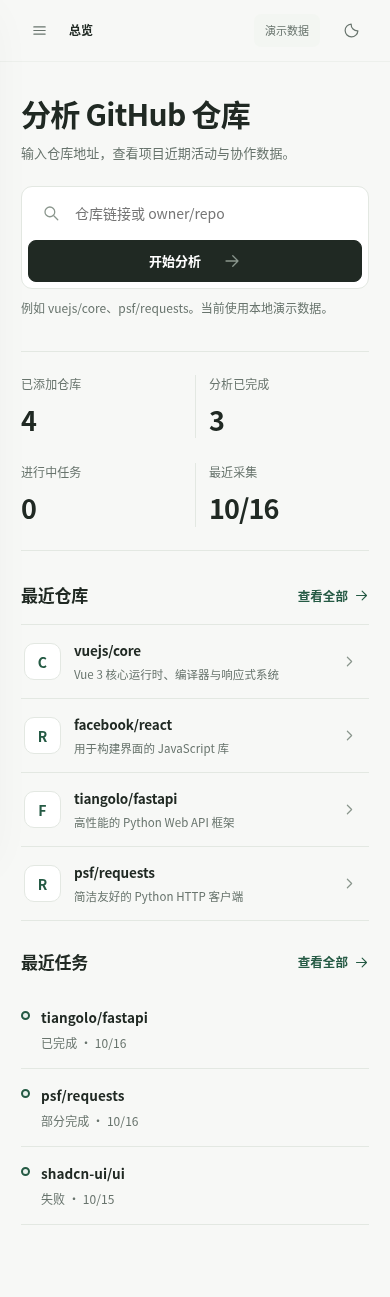 总览
演示数据
分析 GitHub 仓库
输入仓库地址，查看项目近期活动与协作数据。
仓库链接或 owner/repo
开始分析
例如 vuejs/core、psf/requests。当前使用本地演示数据。
已添加仓库
分析已完成
4
3
进行中任务
最近采集
0
10/16
最近仓库
查看全部
C
vuejs/core
Vue 3 核心运行时、编译器与响应式系统
R
facebook/react
用于构建界面的 JavaScript 库
F
tiangolo/fastapi
高性能的 Python Web API 框架
R
psf/requests
简洁友好的 Python HTTP 客户端
最近任务
查看全部
tiangolo/fastapi
已完成 · 10/16
psf/requests
部分完成 · 10/16
shadcn-ui/ui
失败 · 10/15